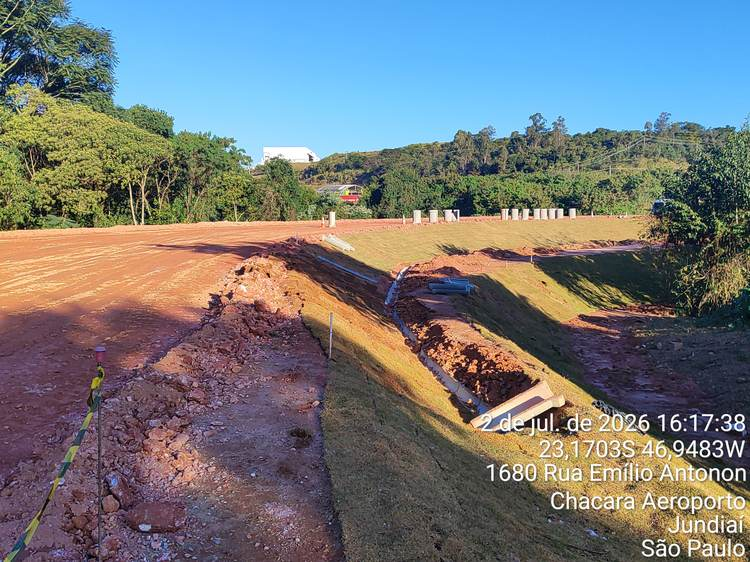 2 de jul. de 2026 16:17:38
23,1703S 46,9483W
1680 Rua Emílio Antonon
Chacara Aeroporto
Jundiaí
São Paulo